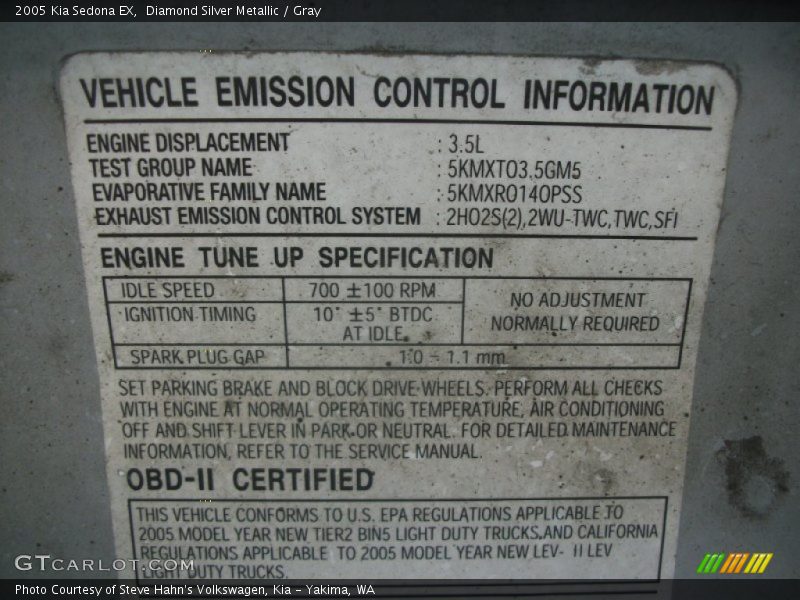 2005 Kia Sedona EX,  Diamond Silver Metallic / Gray
VEHICLE EMISSION CONTROL INFORMATION
ENGINE DISPLACEMENT : 3.5L
TEST GROUP NAME : 5KMXT03.5GM5
EVAPORATIVE FAMILY NAME : 5KMXR0140PSS
EXHAUST EMISSION CONTROL SYSTEM : 2HO2S(2),2WU-TWC,TWC,SFI
ENGINE TUNE UP SPECIFICATION
IDLE SPEED 700 ±100 RPM
NO ADJUSTMENT
NORMALLY REQUIRED
IGNITION TIMING 10° ±5° BTDC
AT IDLE
SPARK PLUG GAP 1.0 - 1.1 mm
SET PARKING BRAKE AND BLOCK DRIVE WHEELS. PERFORM ALL CHECKS
WITH ENGINE AT NORMAL OPERATING TEMPERATURE, AIR CONDITIONING
OFF AND SHIFT LEVER IN PARK OR NEUTRAL. FOR DETAILED MAINTENANCE
INFORMATION, REFER TO THE SERVICE MANUAL.
OBD-II CERTIFIED
THIS VEHICLE CONFORMS TO U.S. EPA REGULATIONS APPLICABLE TO
2005 MODEL YEAR NEW TIER2 BIN5 LIGHT DUTY TRUCKS AND CALIFORNIA
REGULATIONS APPLICABLE TO 2005 MODEL YEAR NEW LEV- II LEV
LIGHT DUTY TRUCKS.
GTCARLOT.COM
Photo Courtesy of Steve Hahn's Volkswagen, Kia - Yakima, WA